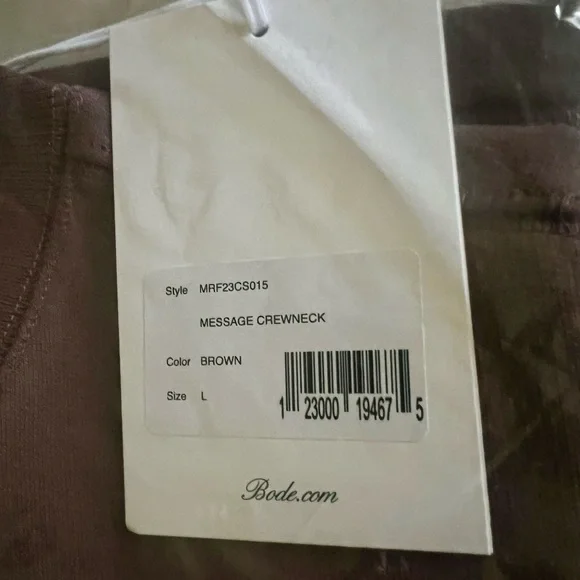 Style MRF23CS015
MESSAGE CREWNECK
Color BROWN
Size L
1 23000 19467 5
Bode.com